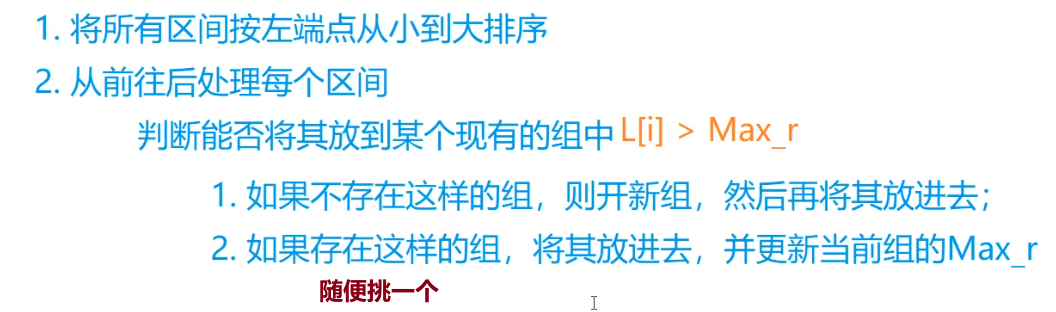 1. 将所有区间按左端点从小到大排序
2. 从前往后处理每个区间
判断能否将其放到某个现有的组中 L[i] > Max_r
1. 如果不存在这样的组，则开新组，然后再将其放进去；
2. 如果存在这样的组，将其放进去，并更新当前组的Max_r
随便挑一个